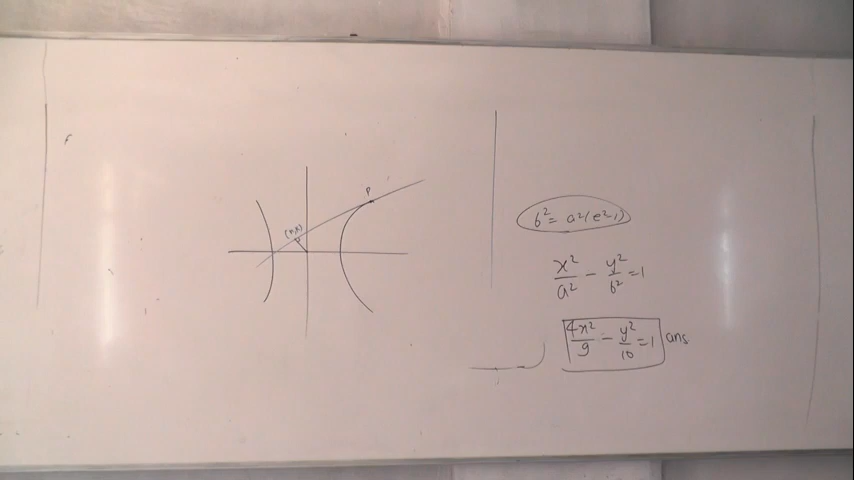 P
(h,k)
b² = a²(e²-1)
x²/a² - y²/b² = 1
4x²/9 - y²/10 = 1 ans